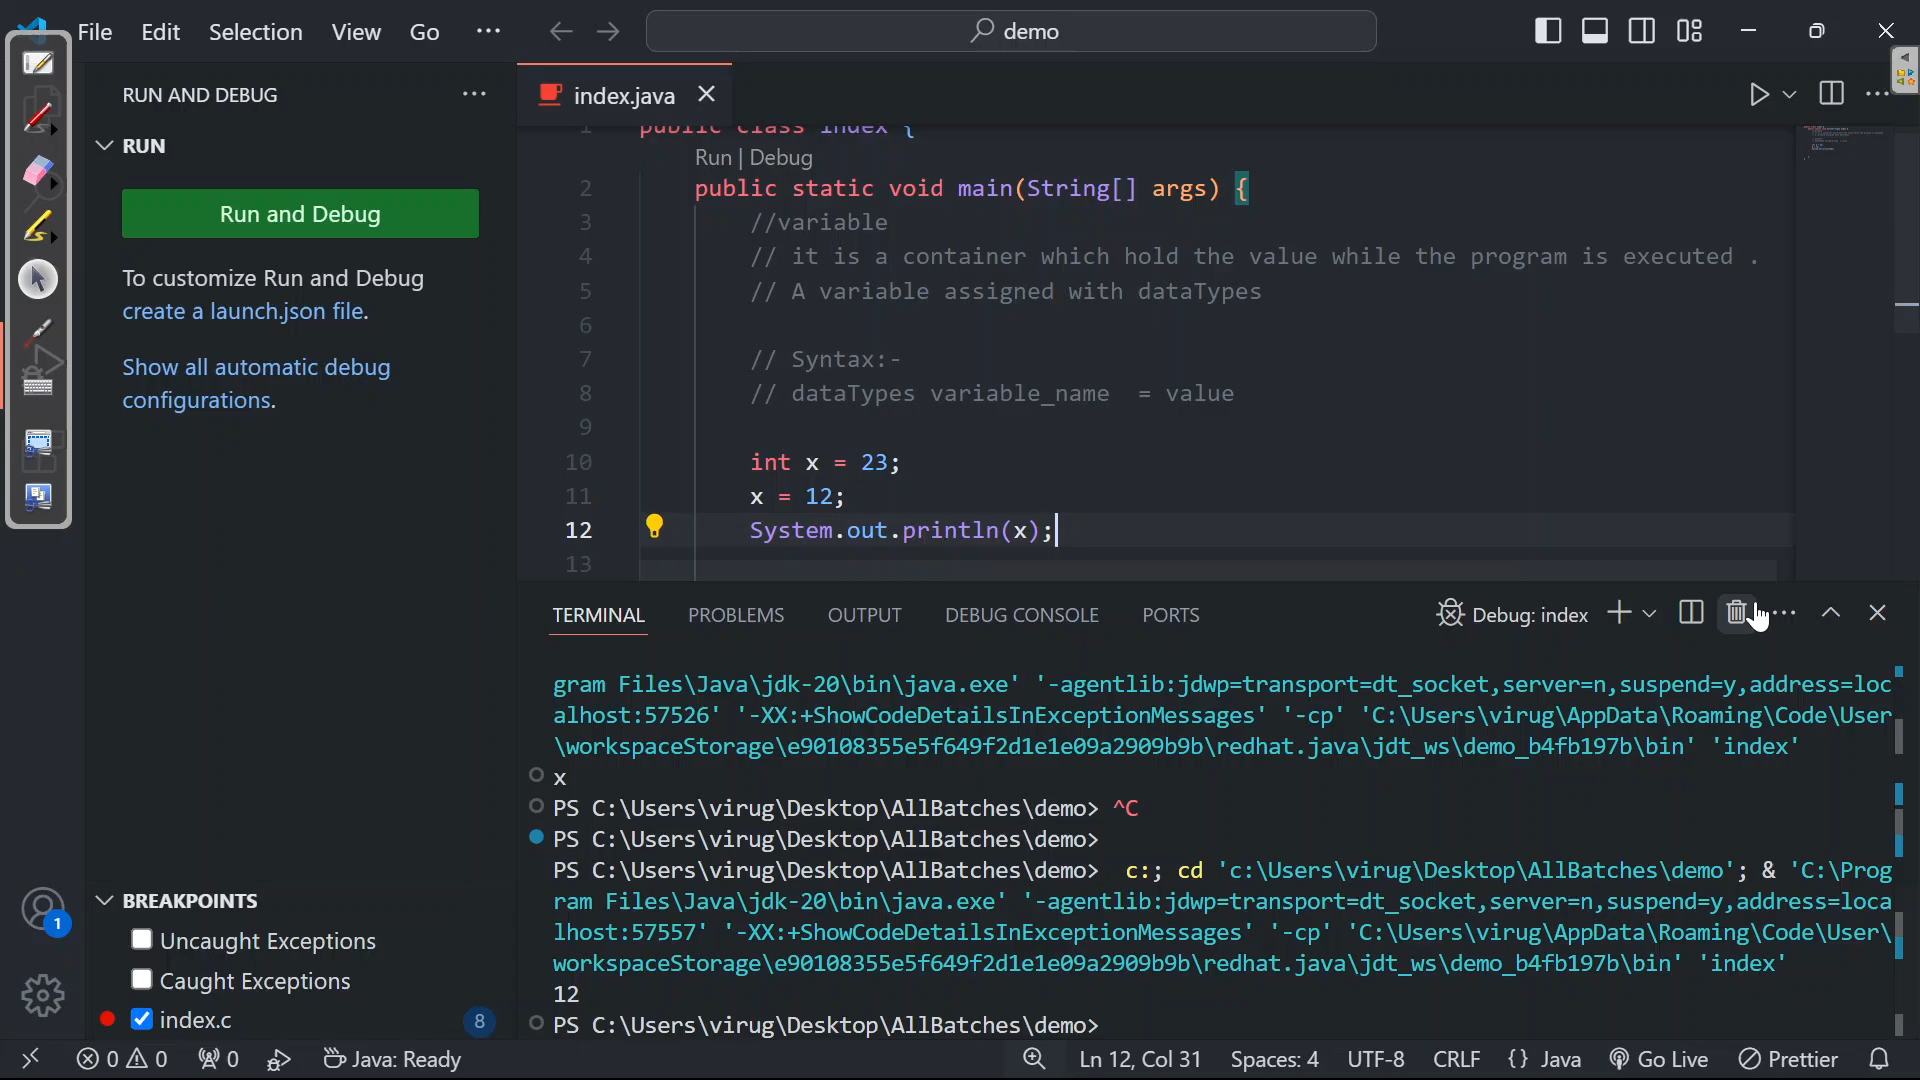 File Edit Selection View Go ...
demo
RUN AND DEBUG ...
RUN
Run and Debug
To customize Run and Debug
create a launch.json file.
Show all automatic debug
configurations.
BREAKPOINTS
Uncaught Exceptions
Caught Exceptions
index.c 8
1
index.java
1 public class index {
Run | Debug
2 public static void main(String[] args) {
3 //variable
4 // it is a container which hold the value while the program is executed .
5 // A variable assigned with dataTypes
6
7 // Syntax:-
8 // dataTypes variable_name = value
9
10 int x = 23;
11 x = 12;
12 System.out.println(x);
13
TERMINAL PROBLEMS OUTPUT DEBUG CONSOLE PORTS Debug: index
gram Files\Java\jdk-20\bin\java.exe' '-agentlib:jdwp=transport=dt_socket,server=n,suspend=y,address=loc
alhost:57526' '-XX:+ShowCodeDetailsInExceptionMessages' '-cp' 'C:\Users\virug\AppData\Roaming\Code\User
\workspaceStorage\e90108355e5f649f2d1e1e09a2909b9b\redhat.java\jdt_ws\demo_b4fb197b\bin' 'index'
x
PS C:\Users\virug\Desktop\AllBatches\demo> ^C
PS C:\Users\virug\Desktop\AllBatches\demo>
PS C:\Users\virug\Desktop\AllBatches\demo> c:; cd 'c:\Users\virug\Desktop\AllBatches\demo'; & 'C:\Prog
ram Files\Java\jdk-20\bin\java.exe' '-agentlib:jdwp=transport=dt_socket,server=n,suspend=y,address=loca
lhost:57557' '-XX:+ShowCodeDetailsInExceptionMessages' '-cp' 'C:\Users\virug\AppData\Roaming\Code\User\
workspaceStorage\e90108355e5f649f2d1e1e09a2909b9b\redhat.java\jdt_ws\demo_b4fb197b\bin' 'index'
12
PS C:\Users\virug\Desktop\AllBatches\demo>
0 0 0 Java: Ready Ln 12, Col 31 Spaces: 4 UTF-8 CRLF {} Java Go Live Prettier